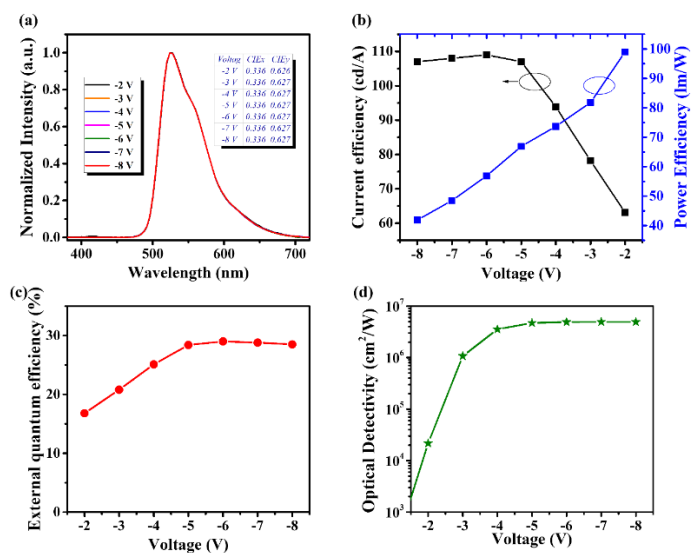 (a)
Normalized Intensity (a.u.)
1.0
0.8
0.6
0.4
0.2
0.0
-2 V
-3 V
-4 V
-5 V
-6 V
-7 V
-8 V
Voltag CIEx CIEy
-2 V 0.336 0.626
-3 V 0.336 0.627
-4 V 0.336 0.627
-5 V 0.336 0.627
-6 V 0.336 0.627
-7 V 0.336 0.627
-8 V 0.336 0.627
400 500 600 700
Wavelength (nm)
(b)
Current efficiency (cd/A)
110
100
90
80
70
60
100
90
80
70
60
50
40
Power Efficiency (lm/W)
-8 -7 -6 -5 -4 -3 -2
Voltage (V)
(c)
External quantum efficiency (%)
30
20
10
0
-2 -3 -4 -5 -6 -7 -8
Voltage (V)
(d)
Optical Detectivity (cm2/W)
107
106
105
104
103
-2 -3 -4 -5 -6 -7 -8
Voltage (V)